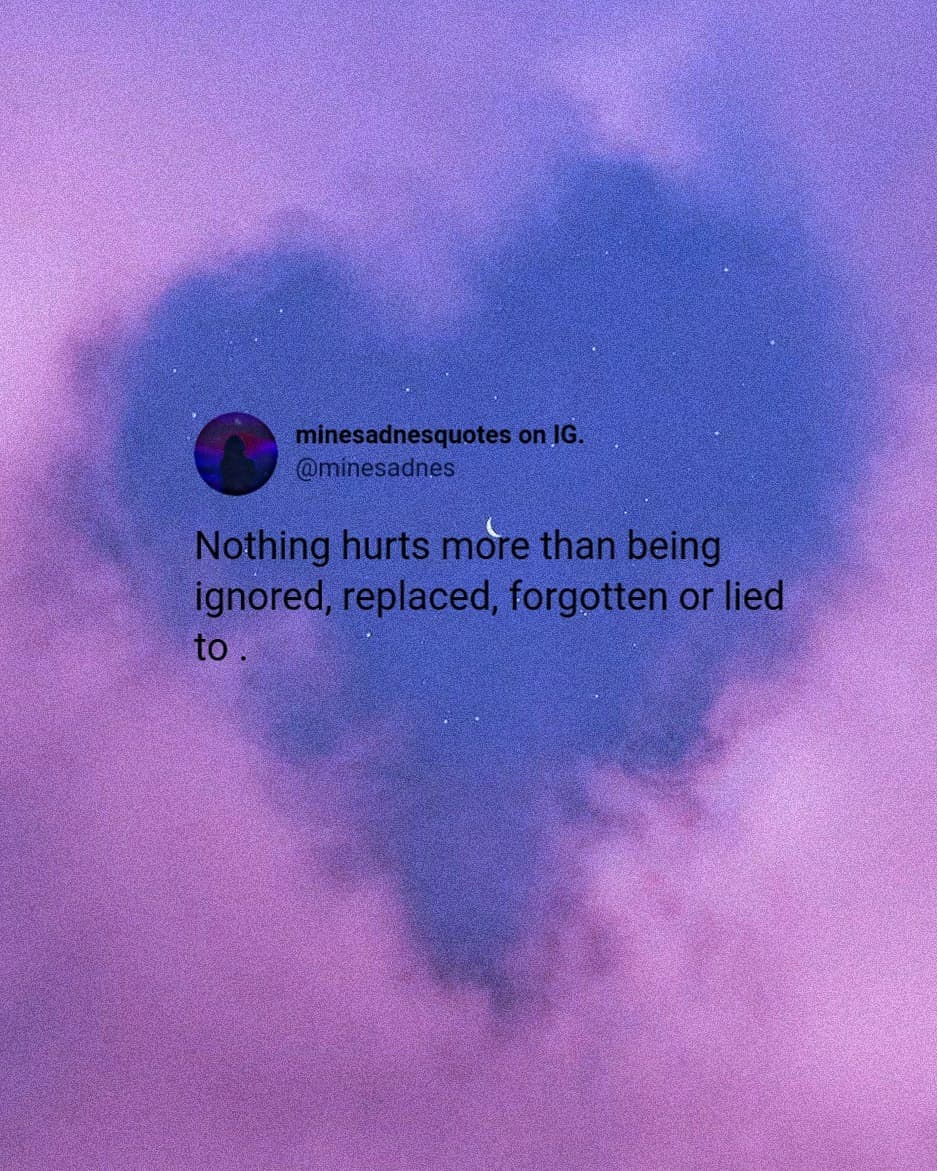 minesadnesquotes on IG.
@minesadnes
Nothing hurts more than being
ignored, replaced, forgotten or lied
to .